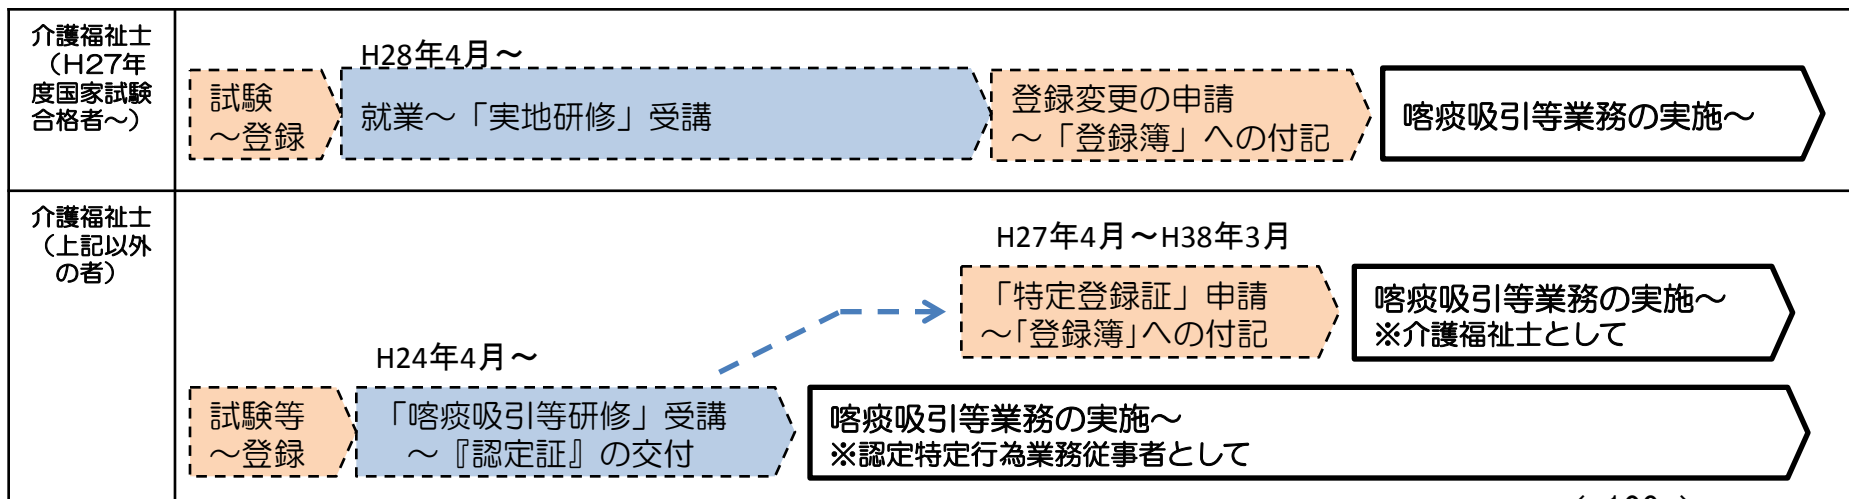 介護福祉士
（H27年
度国家試験
合格者～）
H28年4月～
試験
～登録
就業～「実地研修」受講
登録変更の申請
～「登録簿」への付記
喀痰吸引等業務の実施～
介護福祉士
（上記以外
の者）
H27年4月～H38年3月
「特定登録証」申請
～「登録簿」への付記
喀痰吸引等業務の実施～
※介護福祉士として
H24年4月～
試験等
～登録
「喀痰吸引等研修」受講
～『認定証』の交付
喀痰吸引等業務の実施～
※認定特定行為業務従事者として